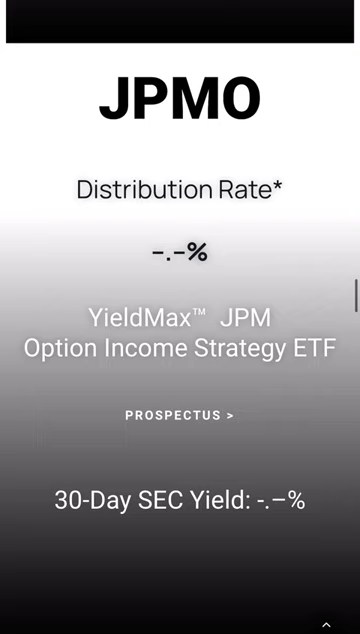 JPMO
Distribution Rate*
-.-%
YieldMax™ JPM
Option Income Strategy ETF
PROSPECTUS >
30-Day SEC Yield: -.–%